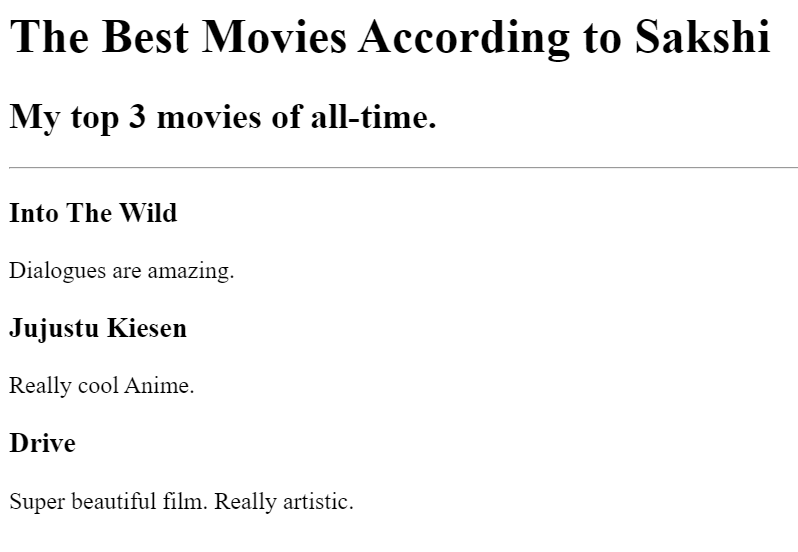 The Best Movies According to Sakshi
My top 3 movies of all-time.
Into The Wild
Dialogues are amazing.
Jujustu Kiesen
Really cool Anime.
Drive
Super beautiful film. Really artistic.